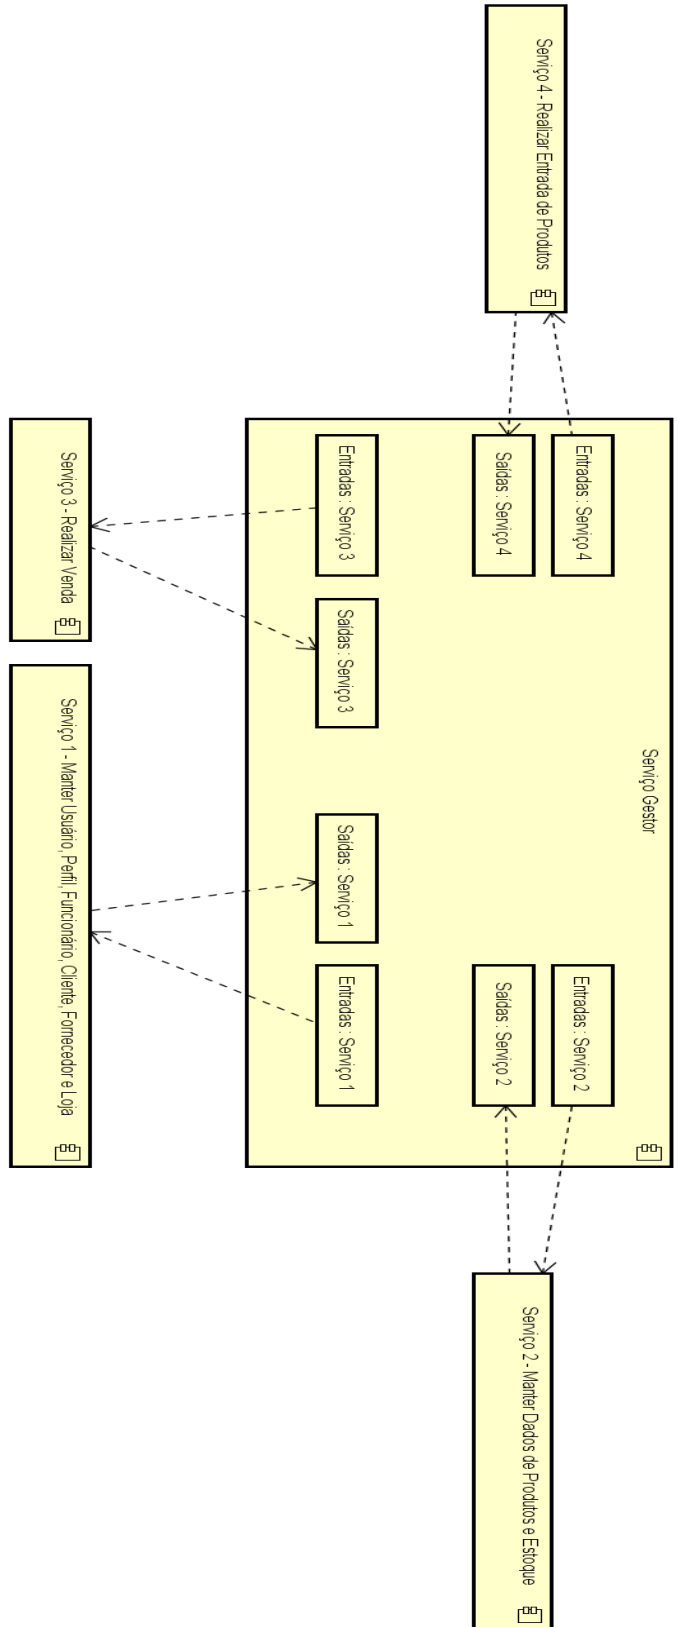 Serviço Gestor
Entradas : Serviço 4
Entradas : Serviço 2
Serviço 4 - Realizar Entrada de Produtos
Serviço 2 - Manter Dados de Produtos e Estoque
Saídas : Serviço 4
Saídas : Serviço 2
Entradas : Serviço 3
Saídas : Serviço 3
Saídas : Serviço 1
Entradas : Serviço 1
Serviço 3 - Realizar Venda
Serviço 1 - Manter Usuário, Perfil, Funcionário, Cliente, Fornecedor e Loja